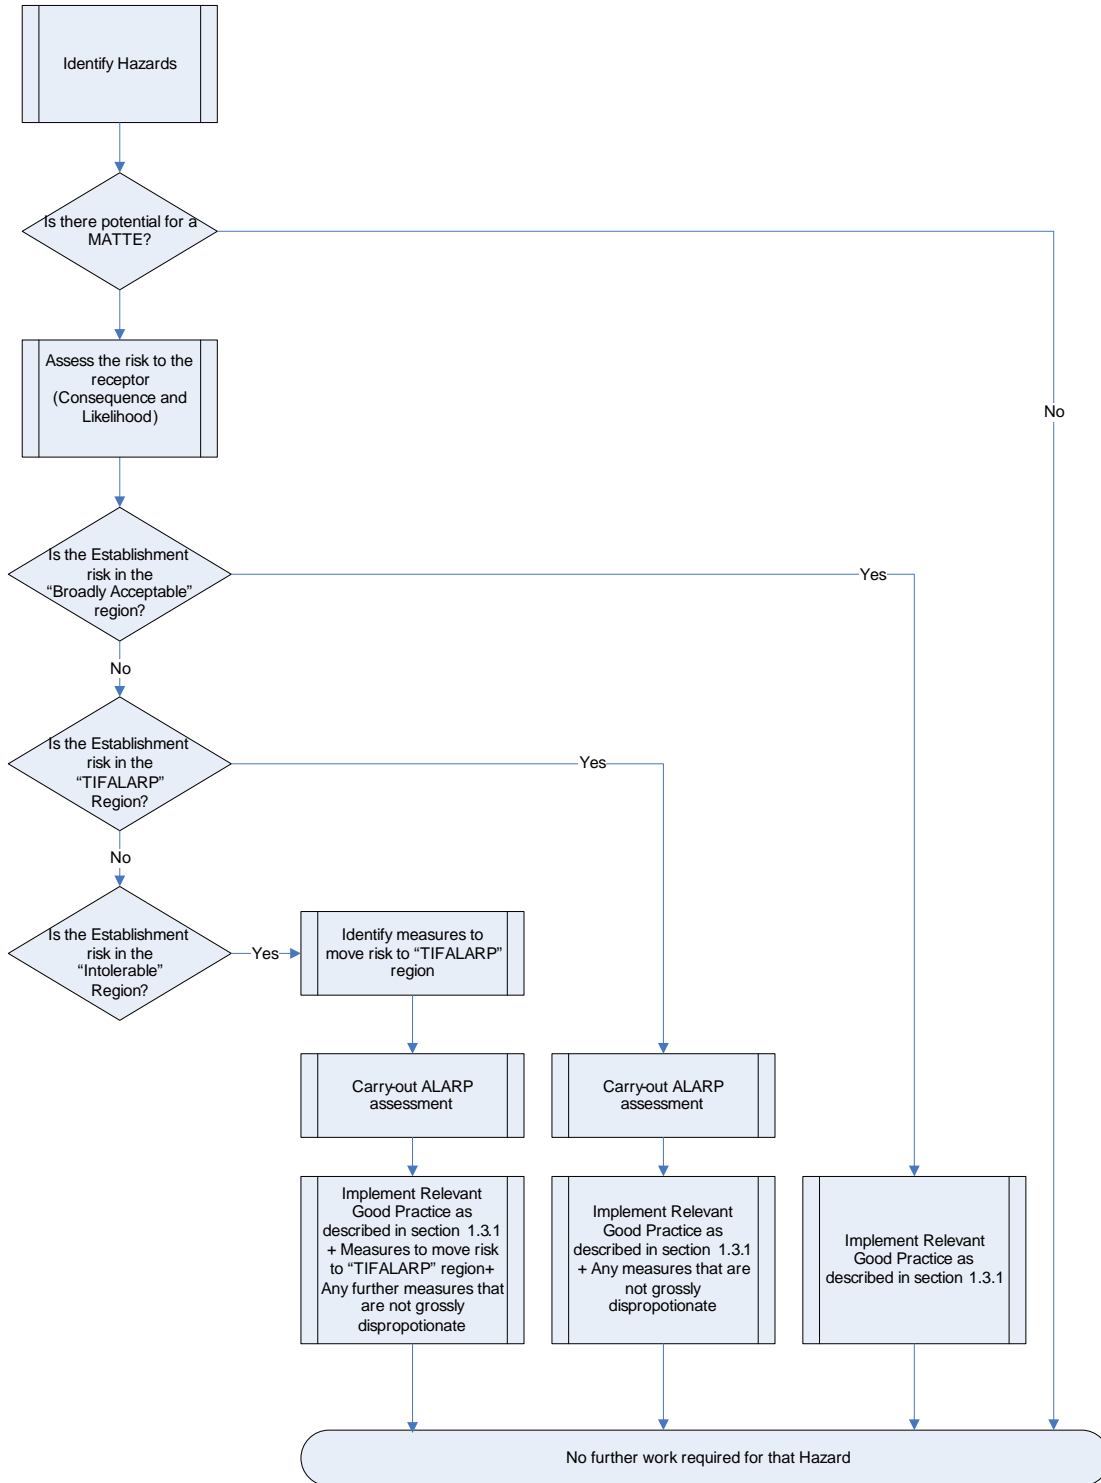 Identify Hazards
Is there potential for a
MATTE?
No
Assess the risk to the
receptor
(Consequence and
Likelihood)
Is the Establishment
risk in the
“Broadly Acceptable”
region?
Yes
No
Is the Establishment
risk in the
“TIFALARP”
Region?
Yes
No
Is the Establishment
risk in the
“Intolerable”
Region?
Yes
Identify measures to
move risk to “TIFALARP”
region
Carry-out ALARP
assessment
Carry-out ALARP
assessment
Implement Relevant
Good Practice as
described in section 1.3.1
+ Measures to move risk
to “TIFALARP” region+
Any further measures that
are not grossly
dispropotionate
Implement Relevant
Good Practice as
described in section 1.3.1
+ Any measures that are
not grossly
dispropotionate
Implement Relevant
Good Practice as
described in section 1.3.1
No further work required for that Hazard